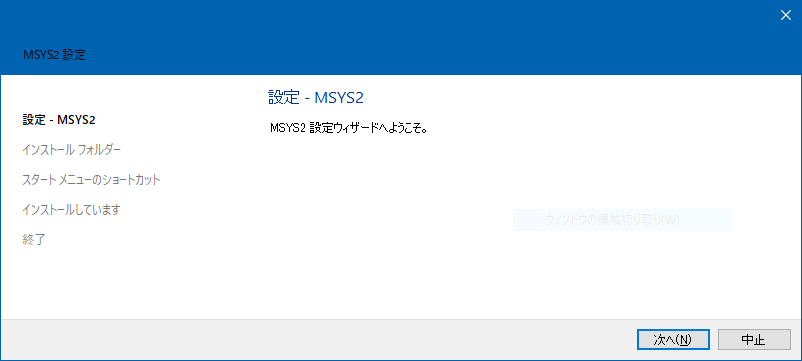 MSYS2 設定
設定 - MSYS2
インストール フォルダー
スタート メニューのショートカット
インストールしています
終了
設定 - MSYS2
MSYS2 設定ウィザードへようこそ。
ウィンドウの領域切り取り(W)
次へ(N)
中止